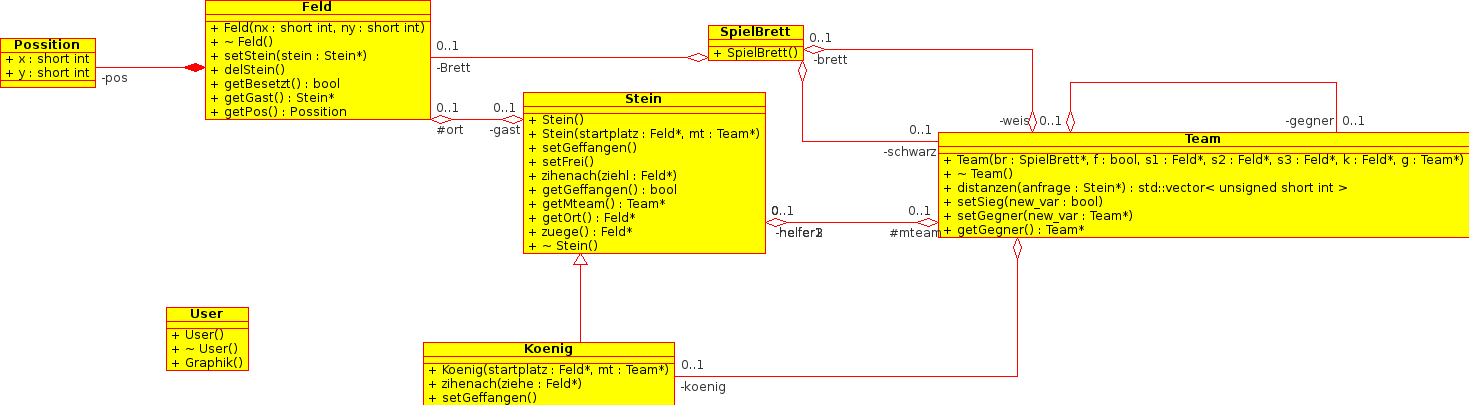 Possition
+ x : short int
+ y : short int
-pos
Feld
+ Feld(nx : short int, ny : short int)
+ ~ Feld()
+ setStein(stein : Stein*)
+ delStein()
+ getBesetzt() : bool
+ getGast() : Stein*
+ getPos() : Possition
0..1
-Brett
0..1
#ort
0..1
-gast
SpielBrett
+ SpielBrett()
0..1
-brett
Stein
+ Stein()
+ Stein(startplatz : Feld*, mt : Team*)
+ setGeffangen()
+ setFrei()
+ zihenach(ziehl : Feld*)
+ getGeffangen() : bool
+ getMteam() : Team*
+ getOrt() : Feld*
+ zuege() : Feld*
+ ~ Stein()
0..1
-schwarz
-weis
0..1
-gegner
0..1
Team
+ Team(br : SpielBrett*, f : bool, s1 : Feld*, s2 : Feld*, s3 : Feld*, k : Feld*, g : Team*)
+ ~ Team()
+ distanzen(anfrage : Stein*) : std::vector< unsigned short int >
+ setSieg(new_var : bool)
+ setGegner(new_var : Team*)
+ getGegner() : Team*
0..1
0..1
#mteam
User
+ User()
+ ~ User()
+ Graphik()
Koenig
+ Koenig(startplatz : Feld*, mt : Team*)
+ zihenach(ziehe : Feld*)
+ setGeffangen()
0..1
-koenig